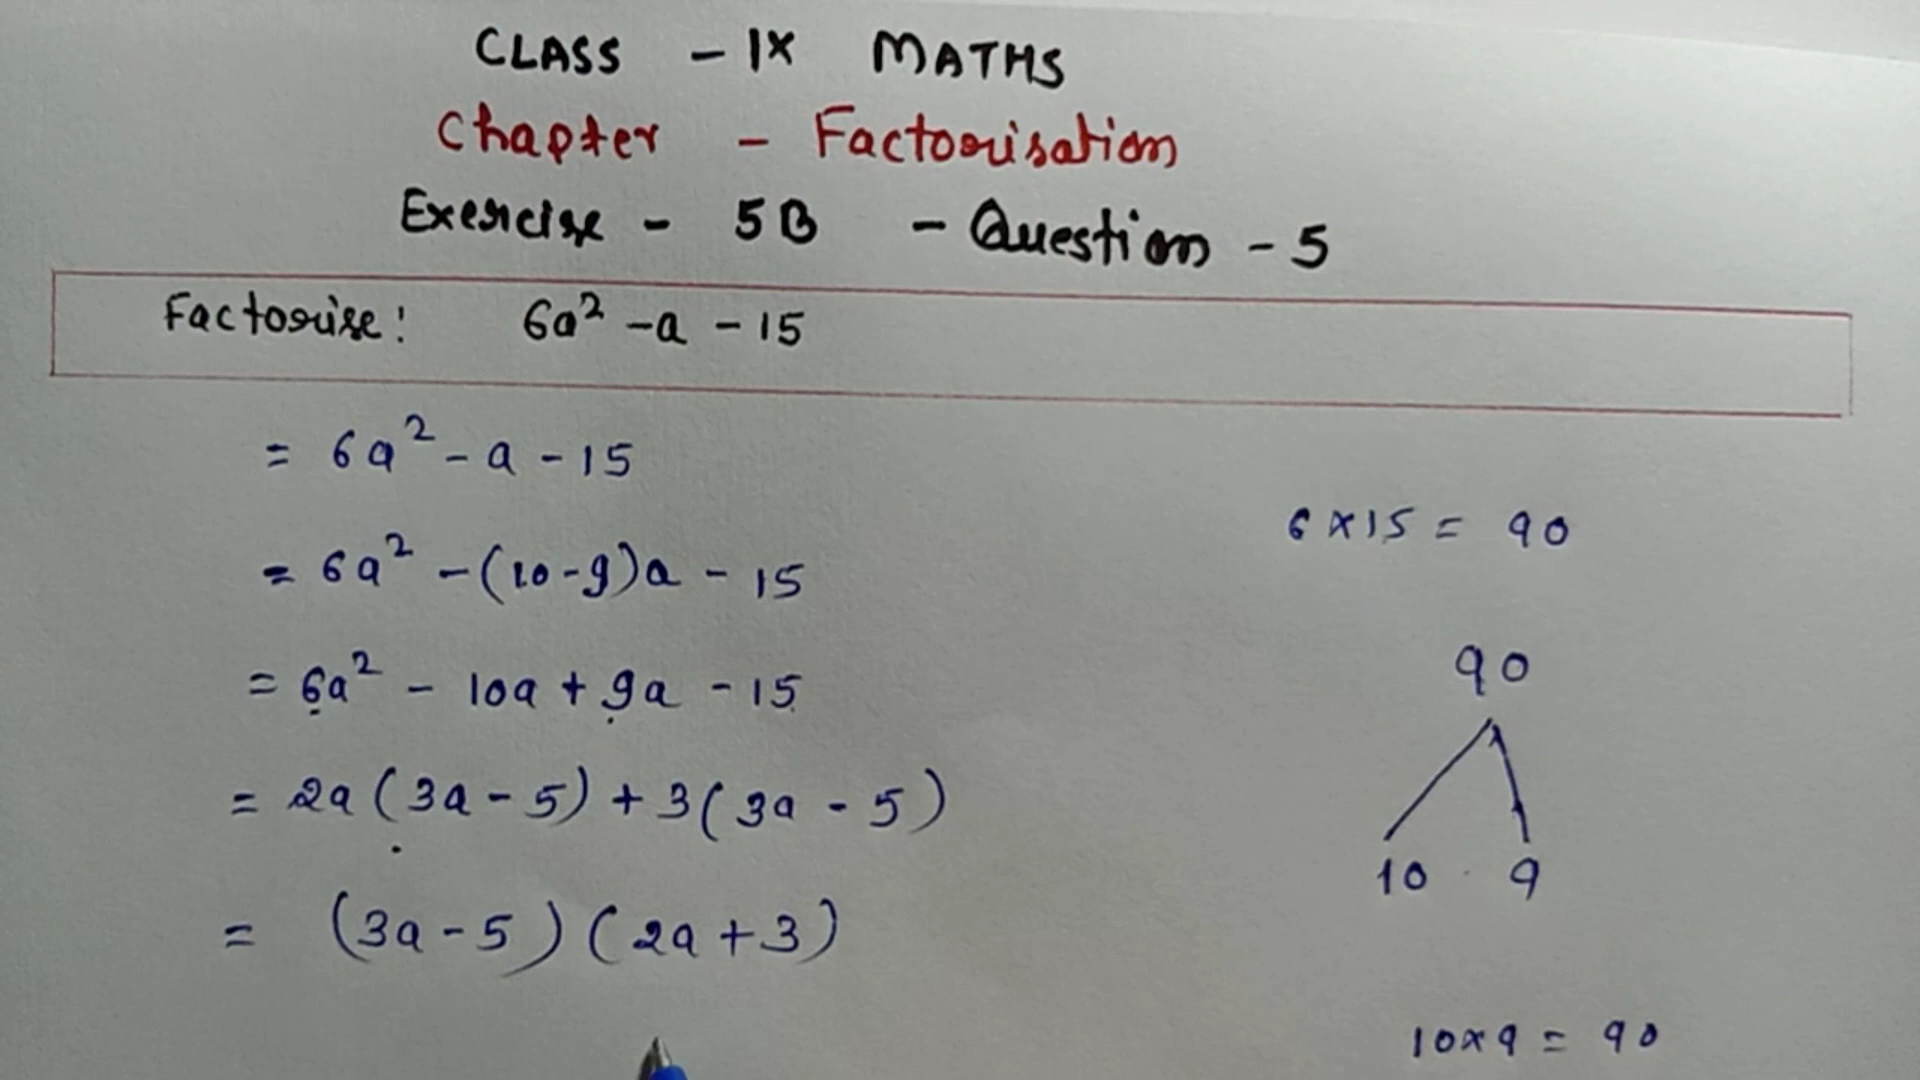 CLASS - IX MATHS
Chapter - Factorisation
Exercise - 5B - Question - 5
Factorise: 6a² - a - 15
= 6a² - a - 15
6 × 15 = 90
= 6a² - (10-9)a - 15
= 6a² - 10a + 9a - 15
90
= 2a(3a - 5) + 3(3a - 5)
10 9
= (3a - 5)(2a + 3)
10 × 9 = 90